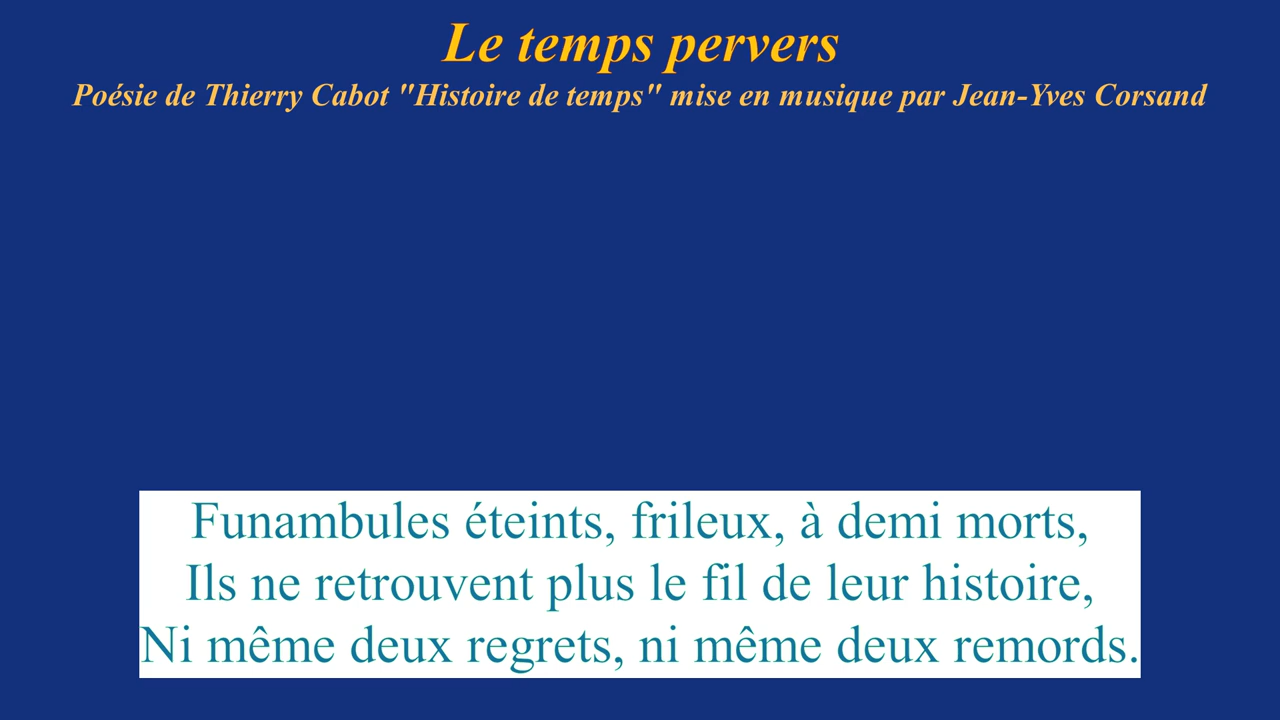 Le temps pervers
Poésie de Thierry Cabot "Histoire de temps" mise en musique par Jean-Yves Corsand
Funambules éteints, frileux, à demi morts,
Ils ne retrouvent plus le fil de leur histoire,
Ni même deux regrets, ni même deux remords.